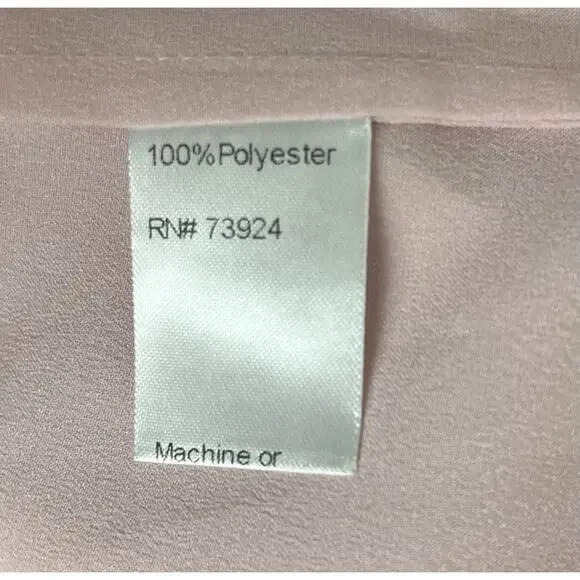 100%Polyester
RN# 73924
Machine or